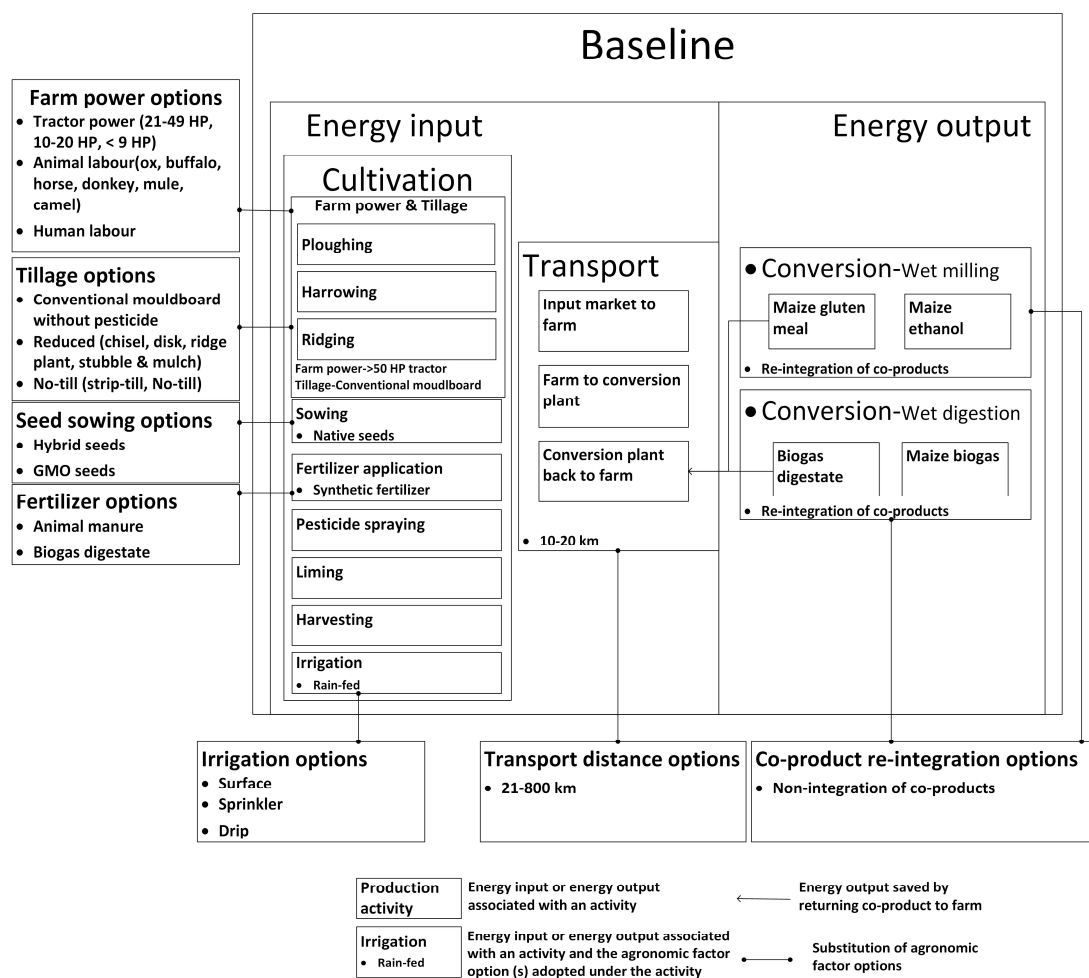 Baseline
Farm power options
• Tractor power (21-49 HP,
10-20 HP, < 9 HP)
• Animal labour(ox, buffalo,
horse, donkey, mule,
camel)
• Human labour
Tillage options
• Conventional mouldboard
without pesticide
• Reduced (chisel, disk, ridge
plant, stubble & mulch)
• No-till (strip-till, No-till)
Seed sowing options
• Hybrid seeds
• GMO seeds
Fertilizer options
• Animal manure
• Biogas digestate
Energy input
Cultivation
Farm power & Tillage
Ploughing
Harrowing
Ridging
Farm power->50 HP tractor
Tillage-Conventional moudlboard
Sowing
• Native seeds
Fertilizer application
• Synthetic fertilizer
Pesticide spraying
Liming
Harvesting
Irrigation
• Rain-fed
Transport
Input market to
farm
Farm to conversion
plant
Conversion plant
back to farm
• 10-20 km
Energy output
• Conversion-Wet milling
Maize gluten
meal
Maize
ethanol
• Re-integration of co-products
• Conversion-Wet digestion
Biogas
digestate
Maize biogas
• Re-integration of co-products
Irrigation options
• Surface
• Sprinkler
• Drip
Transport distance options
• 21-800 km
Co-product re-integration options
• Non-integration of co-products
Production
activity
Energy input or energy output
associated with an activity
Energy output saved by
returning co-product to farm
Irrigation
• Rain-fed
Energy input or energy output associated
with an activity and the agronomic factor
option (s) adopted under the activity
Substitution of agronomic
factor options